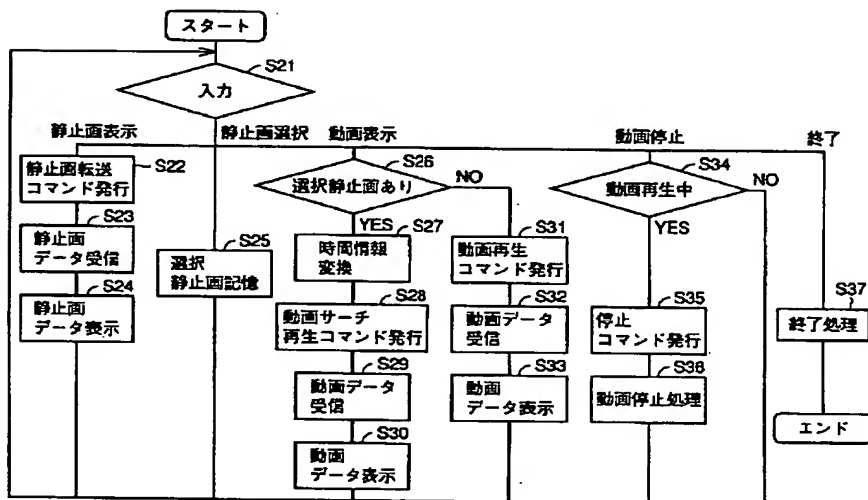 スタート
S21
入力
静止画表示
静止画選択
動画表示
動画停止
終了
S22
静止画転送
コマンド発行
S23
静止画
データ受信
S24
静止画
データ表示
S25
選択
静止画記憶
S26
選択静止画あり
NO
YES
S27
時間情報
変換
S28
動画サーチ
再生コマンド発行
S29
動画データ
受信
S30
動画
データ表示
S31
動画再生
コマンド発行
S32
動画データ
受信
S33
動画
データ表示
S34
動画再生中
NO
YES
S35
停止
コマンド発行
S36
動画停止処理
S37
終了処理
エンド